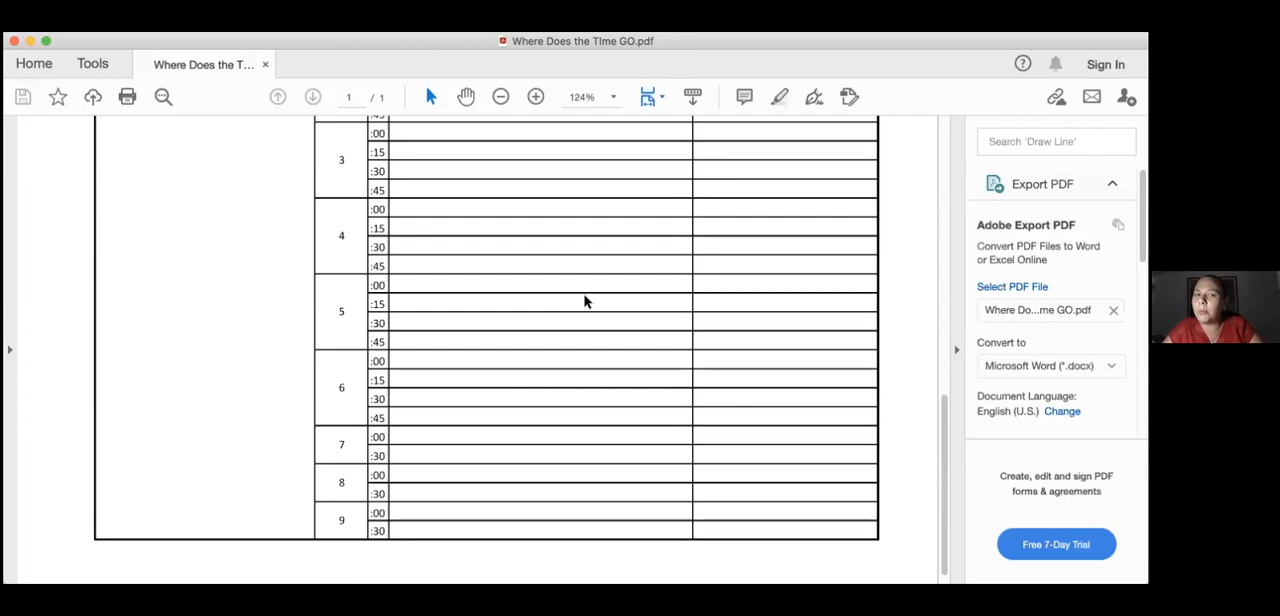 Where Does the TIme GO.pdf
Home Tools Where Does the T... × ? Sign In
1 / 1 124%
:45
3 :00
:15
:30
:45
4 :00
:15
:30
:45
5 :00
:15
:30
:45
6 :00
:15
:30
:45
7 :00
:30
8 :00
:30
9 :00
:30
Search 'Draw Line'
Export PDF
Adobe Export PDF
Convert PDF Files to Word
or Excel Online
Select PDF File
Where Do...me GO.pdf
Convert to
Microsoft Word (*.docx)
Document Language:
English (U.S.) Change
Create, edit and sign PDF
forms & agreements
Free 7-Day Trial